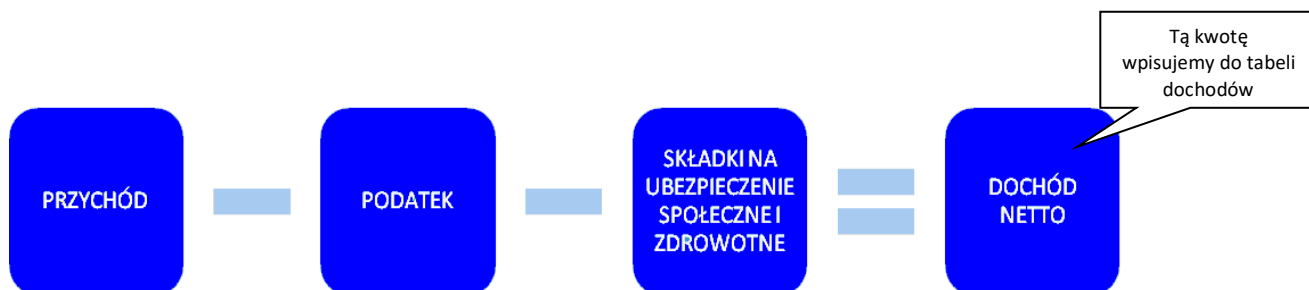 Tą kwotę
wpisujemy do tabeli
dochodów
PRZYCHÓD
PODATEK
SKŁADKI NA
UBEZPIECZENIE
SPOŁECZNE I
ZDROWOTNE
DOCHÓD
NETTO